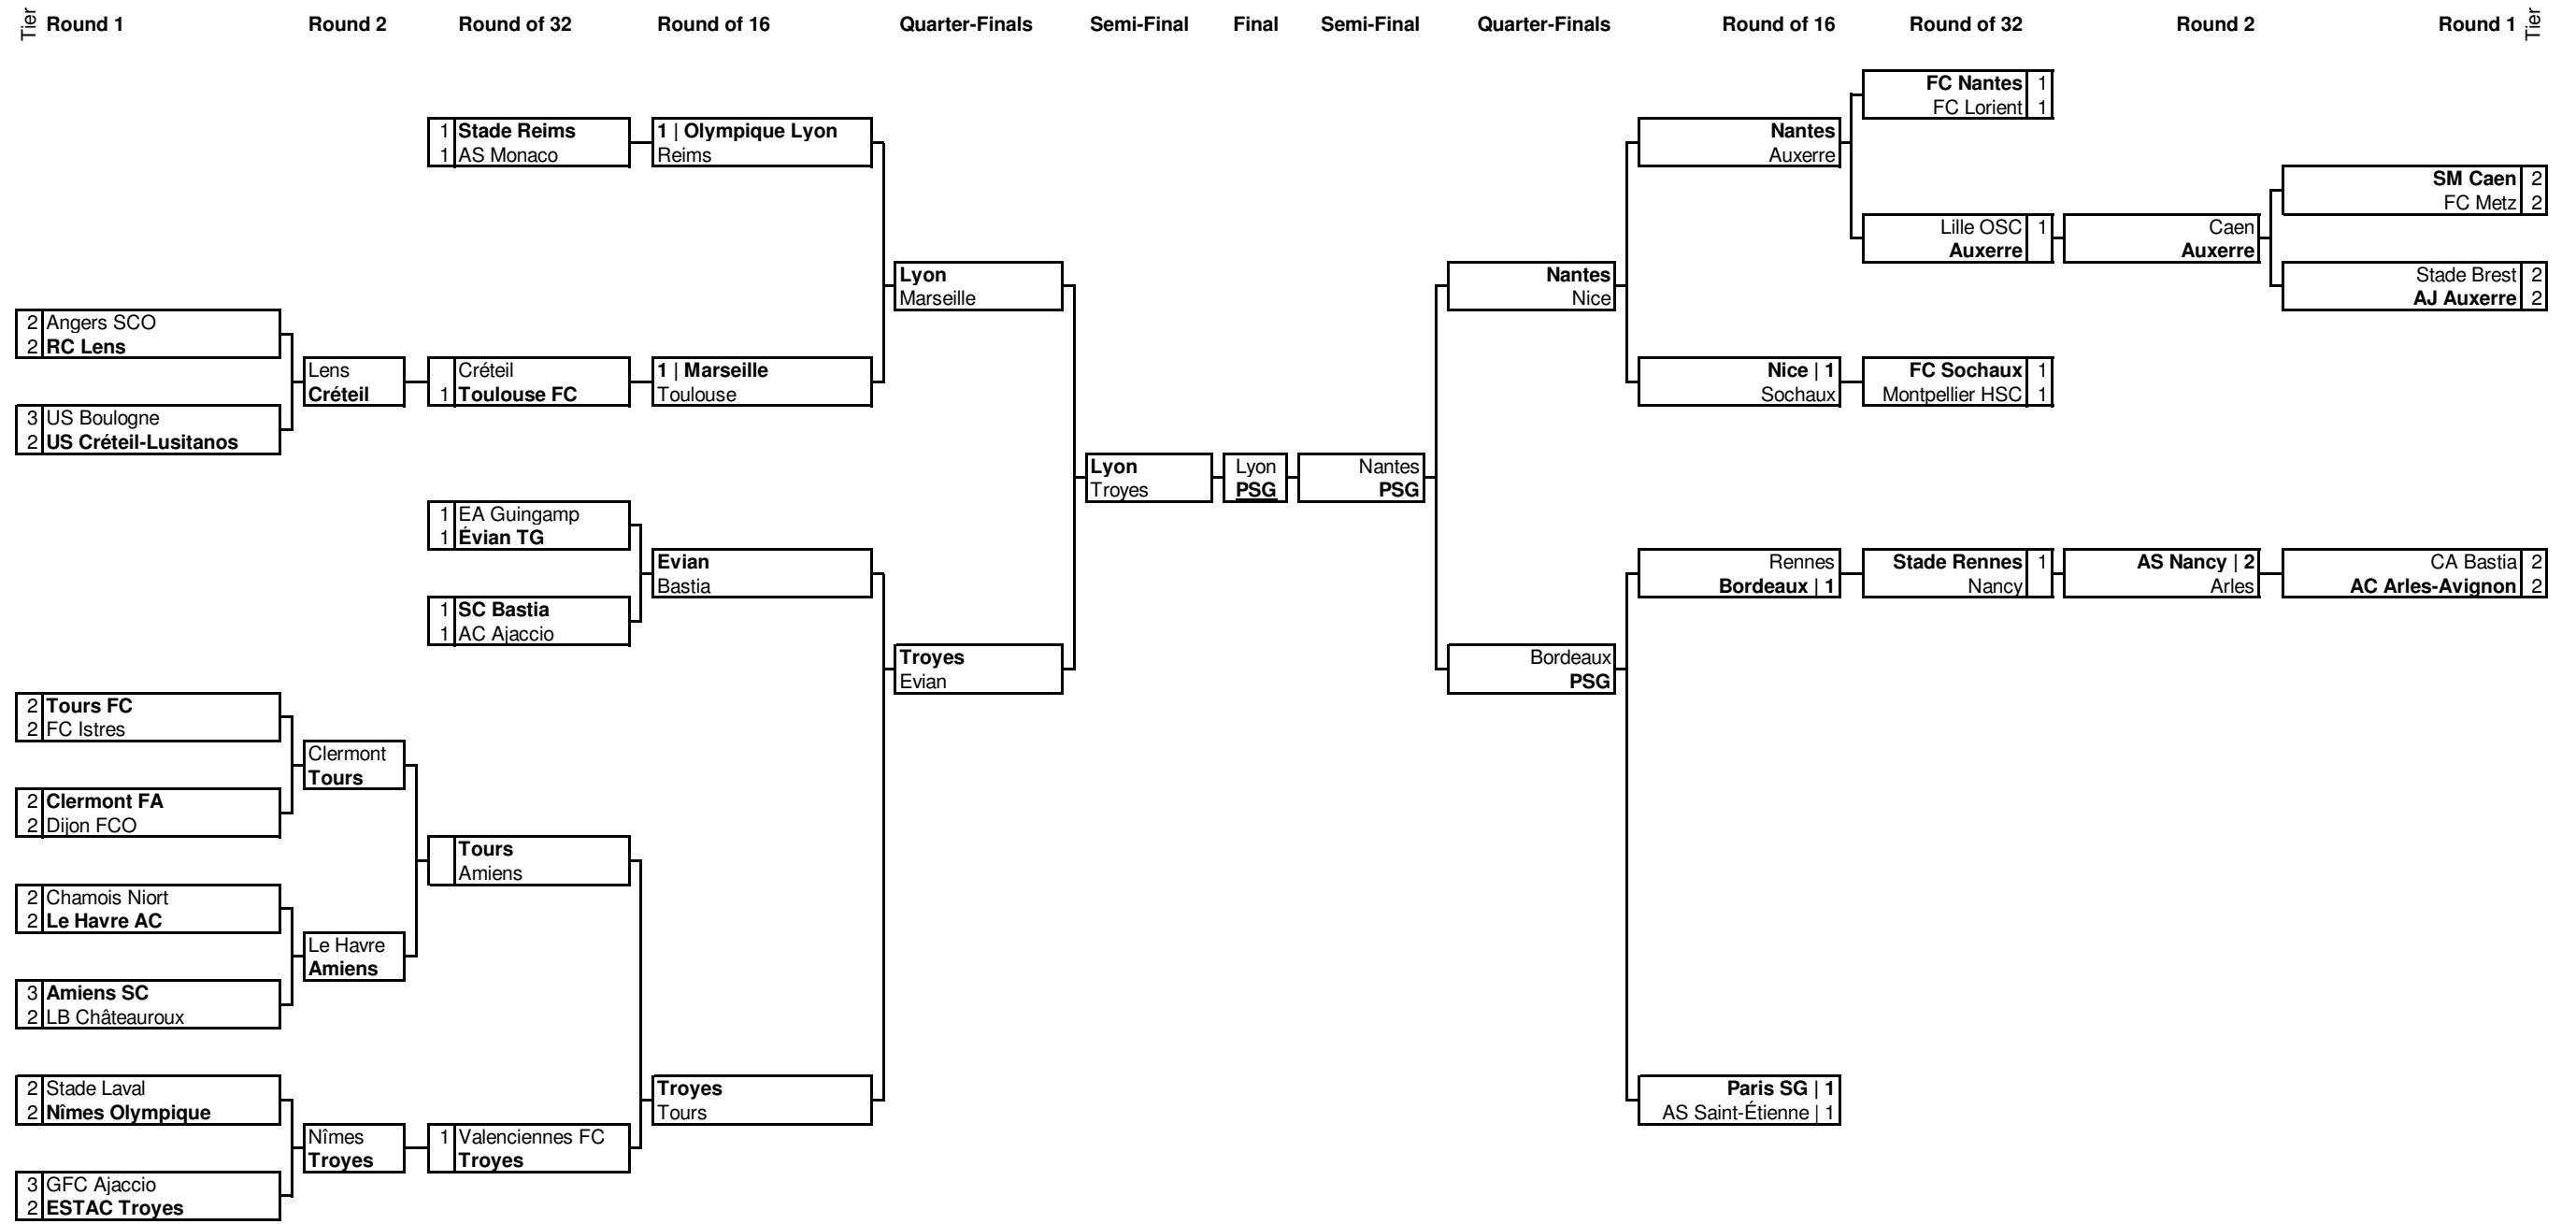 Tier Round 1 Round 2 Round of 32 Round of 16 Quarter-Finals Semi-Final Final Semi-Final Quarter-Finals Round of 16 Round of 32 Round 2 Round 1 Tier
FC Nantes 1
FC Lorient 1
1 Stade Reims
1 AS Monaco
1 | Olympique Lyon
Reims
Nantes
Auxerre
SM Caen 2
FC Metz 2
Lille OSC 1
Auxerre
Caen
Auxerre
Lyon
Marseille
Nantes
Nice
Stade Brest 2
AJ Auxerre 2
2 Angers SCO
2 RC Lens
Lens
Créteil
Créteil
1 Toulouse FC
1 | Marseille
Toulouse
Nice | 1
Sochaux
FC Sochaux 1
Montpellier HSC 1
3 US Boulogne
2 US Créteil-Lusitanos
Lyon
Troyes
Lyon
PSG
Nantes
PSG
1 EA Guingamp
1 Évian TG
Evian
Bastia
Rennes
Bordeaux | 1
Stade Rennes 1
Nancy
AS Nancy | 2
Arles
CA Bastia 2
AC Arles-Avignon 2
1 SC Bastia
1 AC Ajaccio
Troyes
Evian
Bordeaux
PSG
2 Tours FC
2 FC Istres
Clermont
Tours
2 Clermont FA
2 Dijon FCO
Tours
Amiens
2 Chamois Niort
2 Le Havre AC
Le Havre
Amiens
3 Amiens SC
2 LB Châteauroux
2 Stade Laval
2 Nîmes Olympique
Troyes
Tours
Paris SG | 1
AS Saint-Étienne | 1
Nîmes
Troyes
1 Valenciennes FC
Troyes
3 GFC Ajaccio
2 ESTAC Troyes